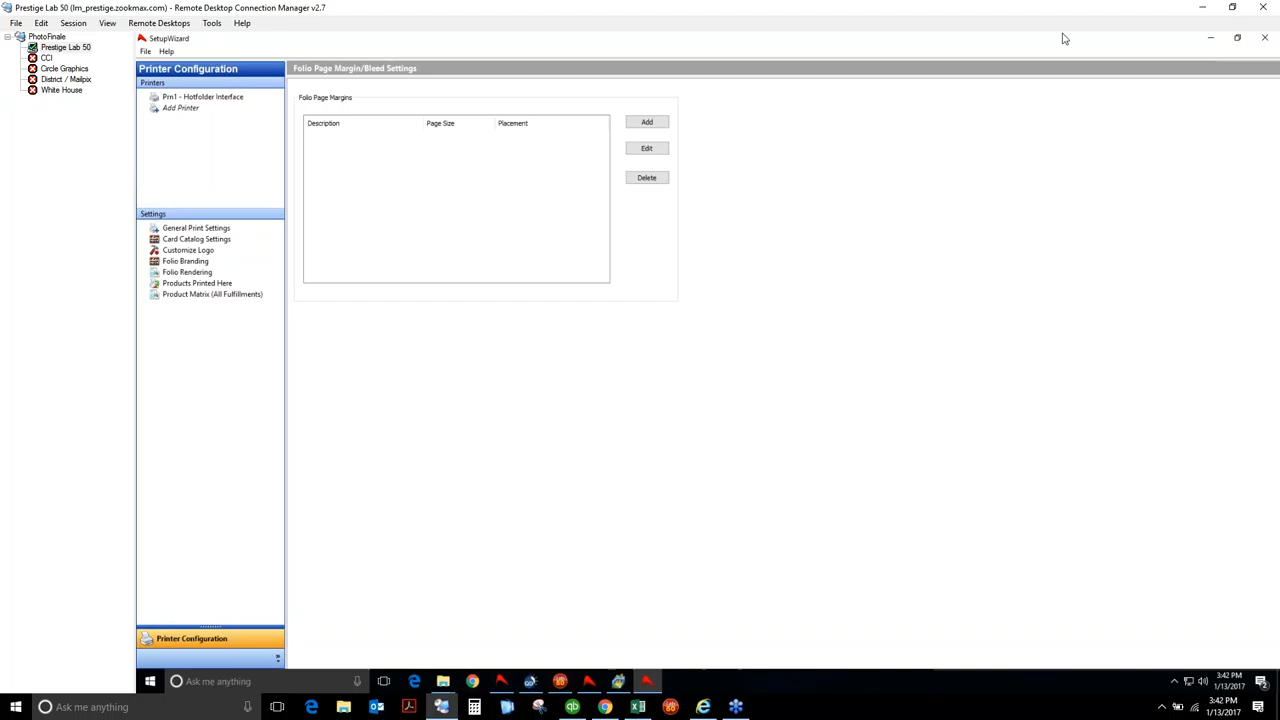 Prestige Lab 50 (lm_prestige.zookmax.com) - Remote Desktop Connection Manager v2.7
File Edit Session View Remote Desktops Tools Help
PhotoFinale
Prestige Lab 50
CCI
Circle Graphics
District / Mailpix
White House
SetupWizard
File Help
Printer Configuration
Printers
Prn1 - Hotfolder Interface
Add Printer
Settings
General Print Settings
Card Catalog Settings
Customize Logo
Folio Branding
Folio Rendering
Products Printed Here
Product Matrix (All Fulfillments)
Printer Configuration
Folio Page Margin/Bleed Settings
Folio Page Margins
Description Page Size Placement
Add
Edit
Delete
Ask me anything
3:42 PM
1/13/2017
Ask me anything
3:42 PM
1/13/2017